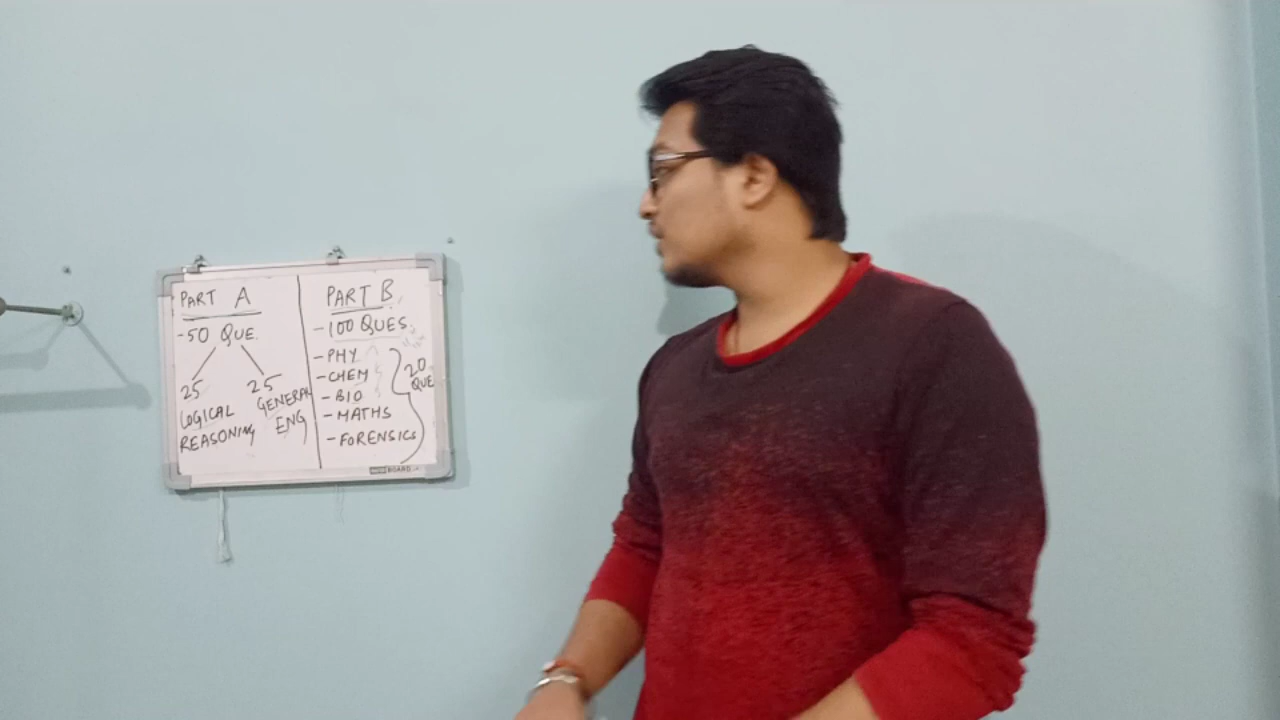 PART A
-50 QUE.
25
LOGICAL
REASONING
25
GENERAL
ENG
PART B
-100 QUES
-PHY
-CHEM
-BIO
-MATHS
-FORENSICS
20
QUE